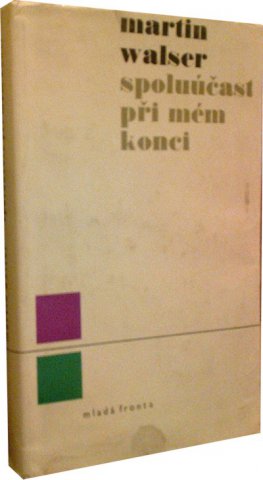 martin
walser
spoluúčast
při mém
konci
mladá fronta